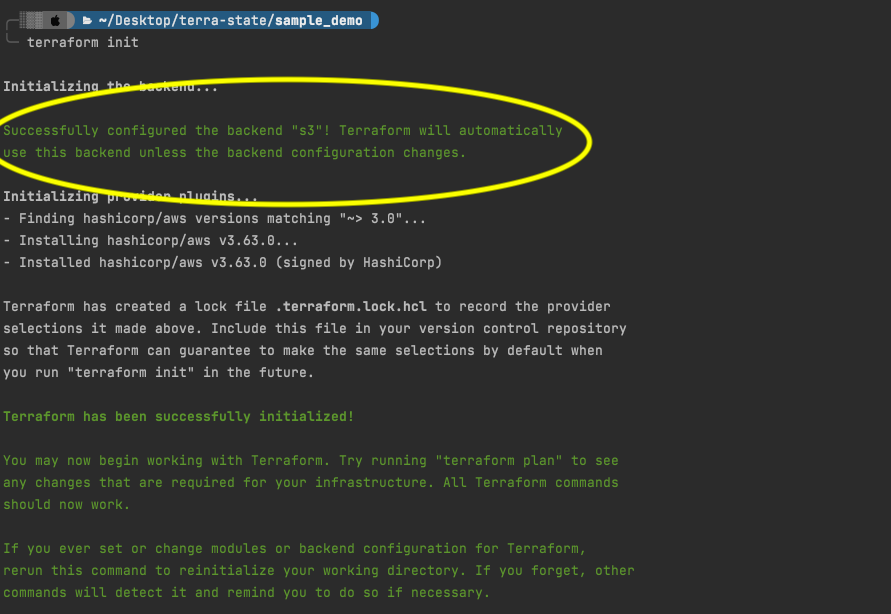 ~/Desktop/terra-state/sample_demo
terraform init
Initializing the backend...
Successfully configured the backend "s3"! Terraform will automatically
use this backend unless the backend configuration changes.
Initializing provider plugins...
- Finding hashicorp/aws versions matching "~> 3.0"...
- Installing hashicorp/aws v3.63.0...
- Installed hashicorp/aws v3.63.0 (signed by HashiCorp)
Terraform has created a lock file .terraform.lock.hcl to record the provider
selections it made above. Include this file in your version control repository
so that Terraform can guarantee to make the same selections by default when
you run "terraform init" in the future.
Terraform has been successfully initialized!
You may now begin working with Terraform. Try running "terraform plan" to see
any changes that are required for your infrastructure. All Terraform commands
should now work.
If you ever set or change modules or backend configuration for Terraform,
rerun this command to reinitialize your working directory. If you forget, other
commands will detect it and remind you to do so if necessary.